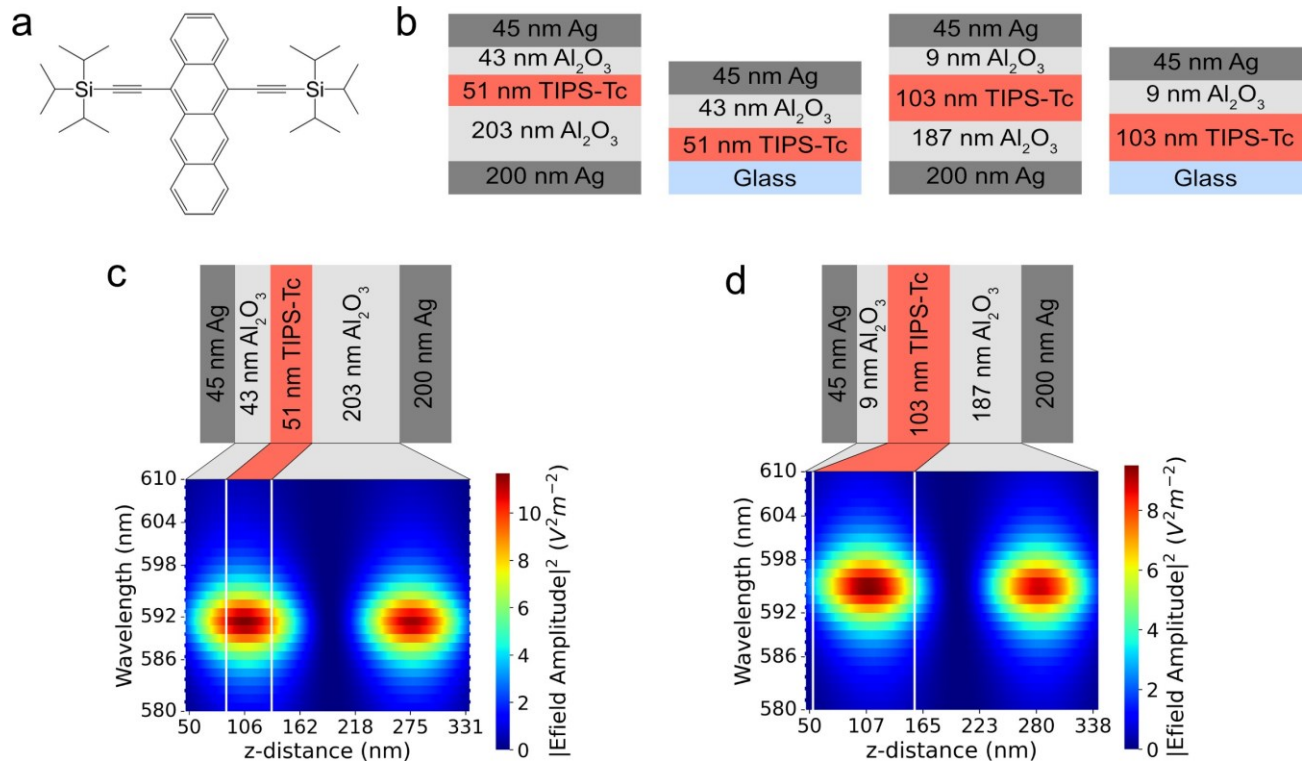 a
Si
Si
b
45 nm Ag
43 nm Al₂O₃
51 nm TIPS-Tc
203 nm Al₂O₃
200 nm Ag
45 nm Ag
43 nm Al₂O₃
51 nm TIPS-Tc
Glass
45 nm Ag
9 nm Al₂O₃
103 nm TIPS-Tc
187 nm Al₂O₃
200 nm Ag
45 nm Ag
9 nm Al₂O₃
103 nm TIPS-Tc
Glass
c
45 nm Ag
43 nm Al₂O₃
51 nm TIPS-Tc
203 nm Al₂O₃
200 nm Ag
Wavelength (nm)
610
604
598
592
586
580
50 106 162 218 275 331
z-distance (nm)
10
8
6
4
2
0
|Efield Amplitude|² (V²m⁻²)
d
45 nm Ag
9 nm Al₂O₃
103 nm TIPS-Tc
187 nm Al₂O₃
200 nm Ag
Wavelength (nm)
610
604
598
592
586
580
50 107 165 223 280 338
z-distance (nm)
8
6
4
2
0
|Efield Amplitude|² (V²m⁻²)